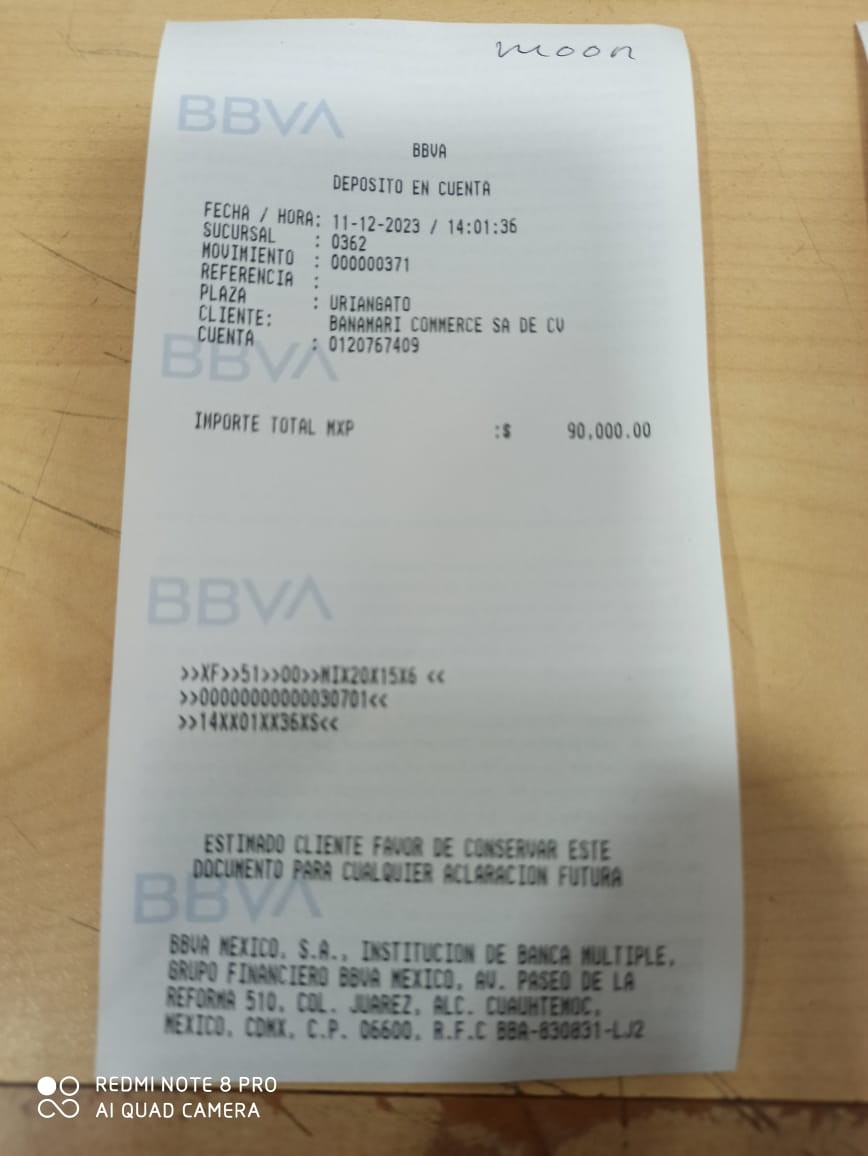 moon
BBVA
BBVA
DEPOSITO EN CUENTA
FECHA / HORA: 11-12-2023 / 14:01:36
SUCURSAL : 0362
MOVIMIENTO : 000000371
REFERENCIA :
PLAZA : URIANGATO
CLIENTE: BANAMARI COMMERCE SA DE CV
CUENTA : 0120767409
BBVA
IMPORTE TOTAL MXP :$ 90,000.00
BBVA
>>XF>>51>>00>>MIX20X15X6 <<
>>000000000000030701<<
>>14XX01XX36XS<<
ESTIMADO CLIENTE FAVOR DE CONSERVAR ESTE
DOCUMENTO PARA CUALQUIER ACLARACION FUTURA
BBVA
BBVA MEXICO, S.A., INSTITUCION DE BANCA MULTIPLE,
GRUPO FINANCIERO BBVA MEXICO, AV. PASEO DE LA
REFORMA 510, COL. JUAREZ, ALC. CUAUHTEMOC,
MEXICO, CDMX, C.P. 06600, R.F.C BBA-830831-LJ2
REDMI NOTE 8 PRO
AI QUAD CAMERA